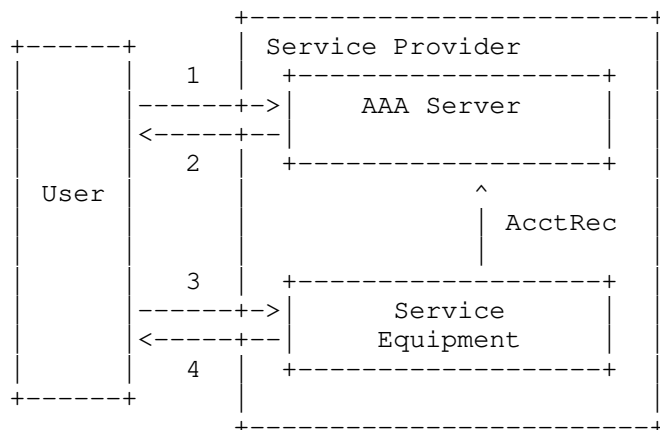 Service Provider
1
AAA Server
2
User
AcctRec
3
Service
Equipment
4